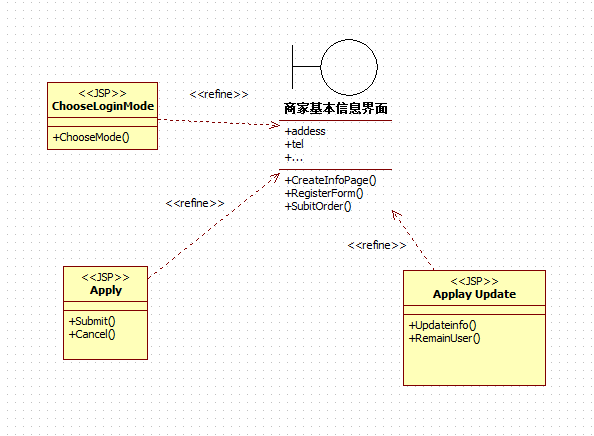 <<JSP>>
ChooseLoginMode
+ChooseMode()
<<refine>>
商家基本信息界面
+addess
+tel
+...
+CreateInfoPage()
+RegisterForm()
+SubitOrder()
<<refine>>
<<refine>>
<<JSP>>
Apply
+Submit()
+Cancel()
<<JSP>>
Applay Update
+Updateinfo()
+RemainUser()